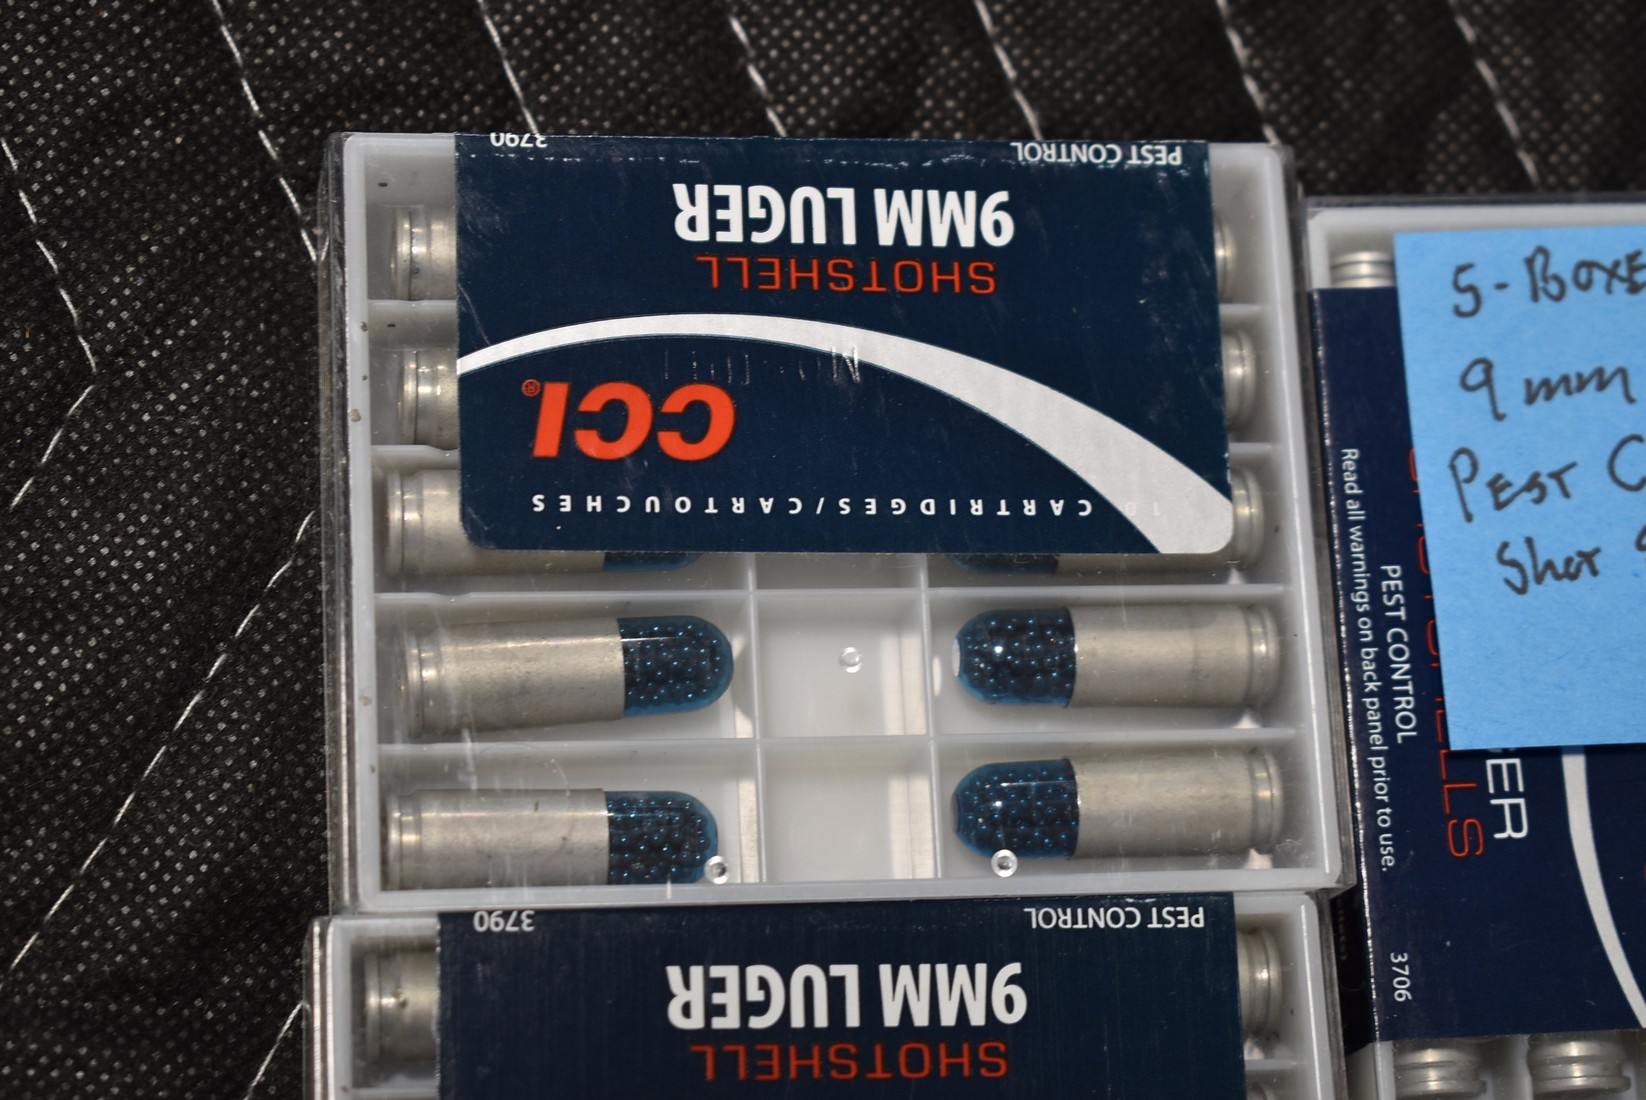 3790
PEST CONTROL
9MM LUGER
SHOTSHELL
CCI®
10 CARTRIDGES/CARTOUCHES
3790
PEST CONTROL
9MM LUGER
SHOTSHELL
5-BOXE
9mm
PEST C
Shot
Read all warnings on back panel prior to use.
PEST CONTROL
3706